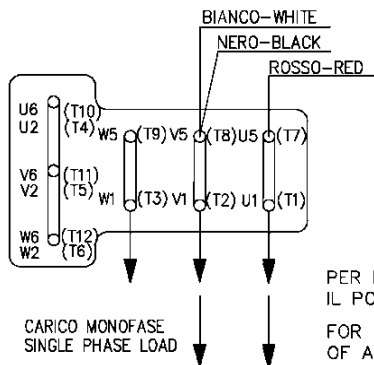 BIANCO-WHITE
NERO-BLACK
ROSSO-RED
U6 (T10)
U2 (T4)
W5 (T9) V5 (T8) U5 (T7)
V6 (T11)
V2 (T5)
W1 (T3) V1 (T2) U1 (T1)
W6 (T12)
W2 (T6)
CARICO MONOFASE
SINGLE PHASE LOAD
PER
IL PO
FOR
OF A